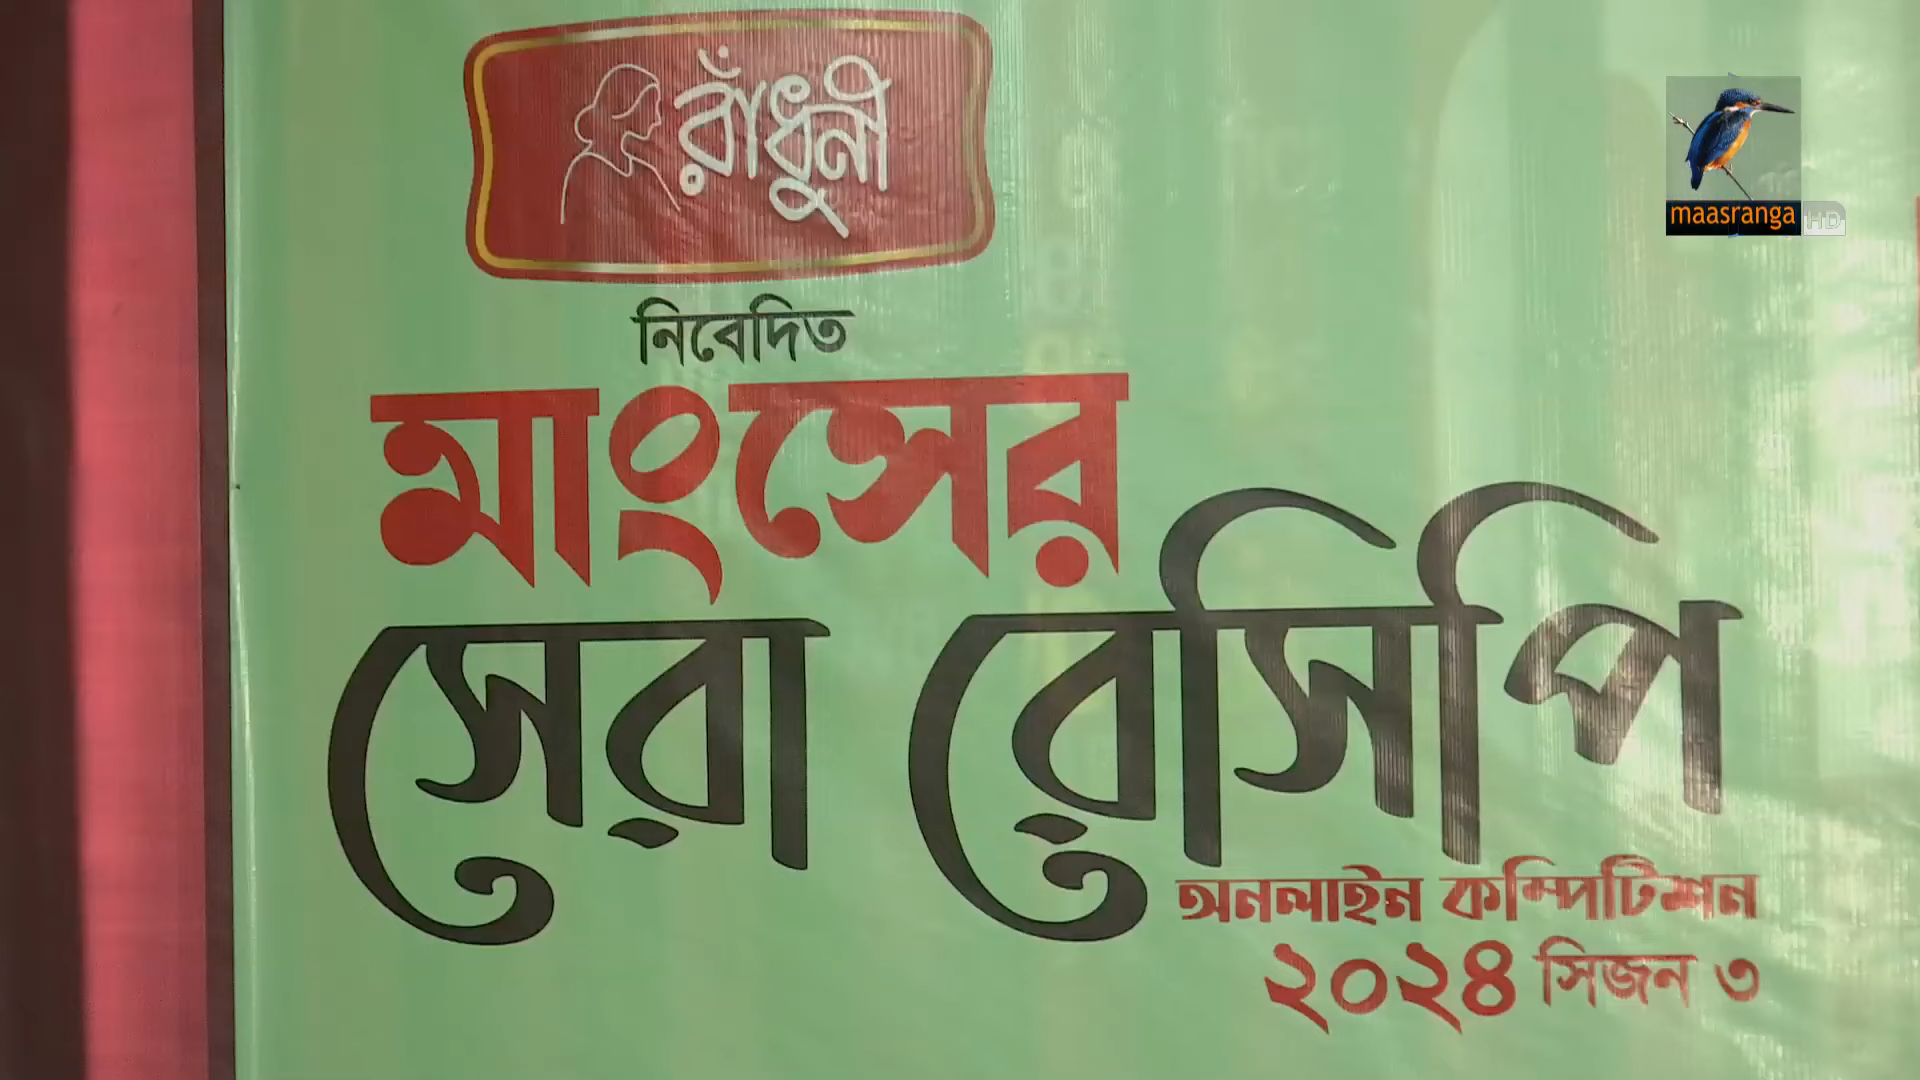 রাঁধুনী
নিবেদিত
মাংসের
সেরা রেসিপি
অনলাইন কম্পিটিশন
২০২৪ সিজন ৩
maasranga HD